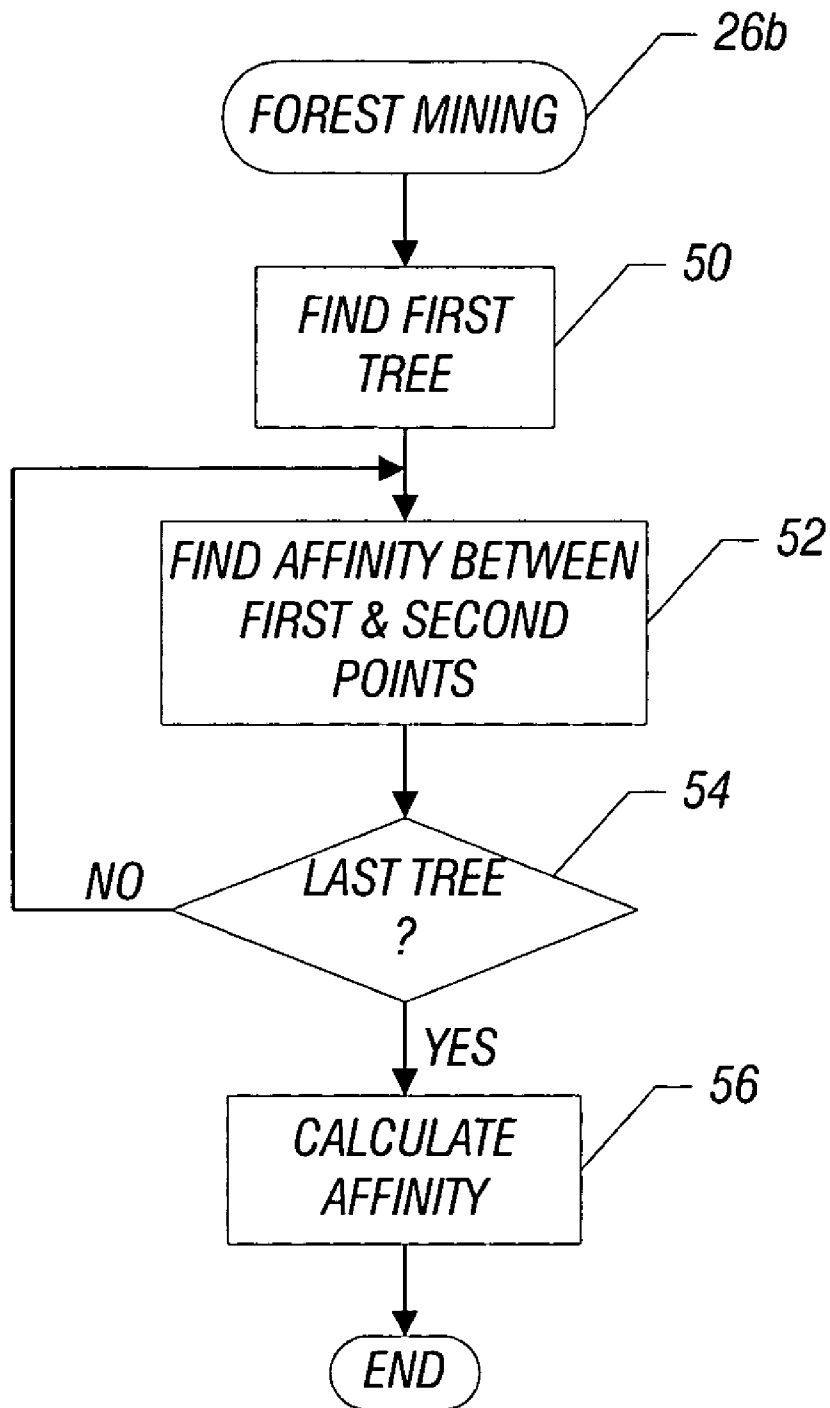 26b
FOREST MINING
50
FIND FIRST
TREE
52
FIND AFFINITY BETWEEN
FIRST & SECOND
POINTS
54
LAST TREE
?
NO
YES
56
CALCULATE
AFFINITY
END